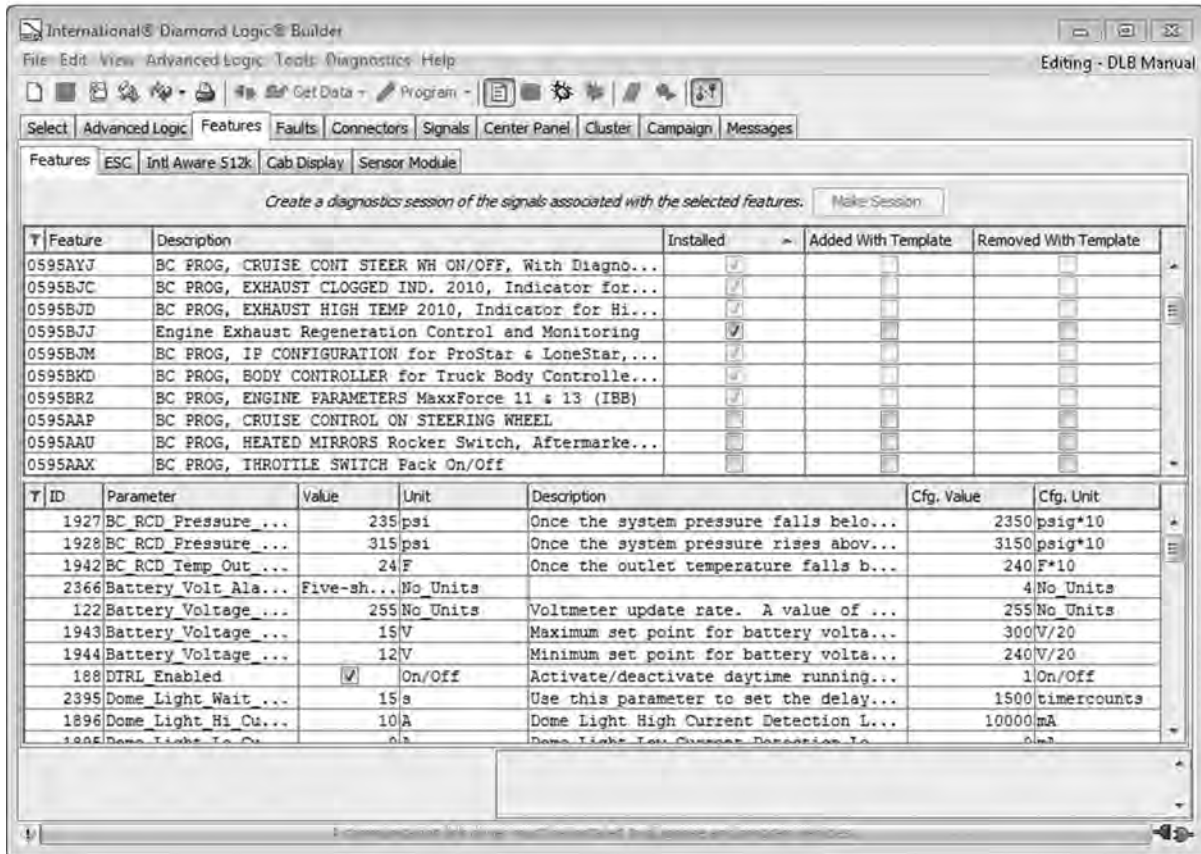 International® Diamond Logic® Builder
File Edit View Advanced Logic Tools Diagnostics Help Editing - DLB Manual
Get Data Program
Select Advanced Logic Features Faults Connectors Signals Center Panel Cluster Campaign Messages
Features ESC Intl Aware 512k Cab Display Sensor Module
Create a diagnostics session of the signals associated with the selected features. Make Session
Feature Description Installed Added With Template Removed With Template
0595AYJ BC PROG, CRUISE CONT STEER WH ON/OFF, With Diagno...
0595BJC BC PROG, EXHAUST CLOGGED IND. 2010, Indicator for...
0595BJD BC PROG, EXHAUST HIGH TEMP 2010, Indicator for Hi...
0595BJJ Engine Exhaust Regeneration Control and Monitoring
0595BJM BC PROG, IP CONFIGURATION for ProStar & LoneStar,...
0595BKD BC PROG, BODY CONTROLLER for Truck Body Controlle...
0595BRZ BC PROG, ENGINE PARAMETERS MaxxForce 11 & 13 (IBB)
0595AAP BC PROG, CRUISE CONTROL ON STEERING WHEEL
0595AAU BC PROG, HEATED MIRRORS Rocker Switch, Aftermarke...
0595AAX BC PROG, THROTTLE SWITCH Pack On/Off
ID Parameter Value Unit Description Cfg. Value Cfg. Unit
1927 BC_RCD_Pressure_... 235 psi Once the system pressure falls belo... 2350 psig*10
1928 BC_RCD_Pressure_... 315 psi Once the system pressure rises abov... 3150 psig*10
1942 BC_RCD_Temp_Out_... 24 F Once the outlet temperature falls b... 240 F*10
2366 Battery_Volt_Ala... Five-sh... No_Units 4 No_Units
122 Battery_Voltage_... 255 No_Units Voltmeter update rate. A value of ... 255 No_Units
1943 Battery_Voltage_... 15 V Maximum set point for battery volta... 300 V/20
1944 Battery_Voltage_... 12 V Minimum set point for battery volta... 240 V/20
188 DTRL_Enabled On/Off Activate/deactivate daytime running... 1 On/Off
2395 Dome_Light_Wait_... 15 s Use this parameter to set the delay... 1500 timercounts
1896 Dome_Light_Hi_Cu... 10 A Dome Light High Current Detection L... 10000 mA
1895 Dome_Light_Lo_Cu... 0 A Dome Light Low Current Detection Lo... 0 mA